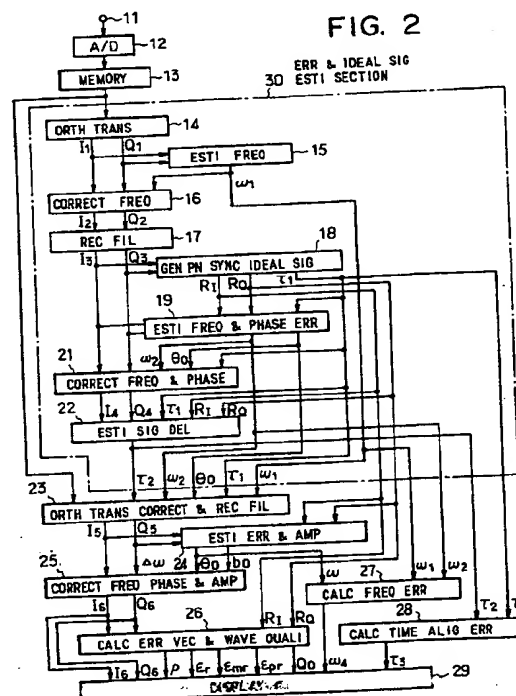 FIG. 2
11
A/D 12
MEMORY 13
30 ERR & IDEAL SIG
ESTI SECTION
ORTH TRANS 14
I1 Q1
ESTI FREQ 15
ω1
CORRECT FREQ 16
I2 Q2
REC FIL 17
18
I3 Q3
GEN PN SYNC IDEAL SIG
RI RQ τ1
19
ESTI FREQ & PHASE ERR
21 ω2 θ0
CORRECT FREQ & PHASE
22 I4 Q4 τ1 RI RQ
ESTI SIG DEL
23 τ2 ω2 θ0 τ1 ω1
ORTH TRANS CORRECT & REC FIL
I5 Q5
ESTI ERR & AMP
24
25 Δω θ0 b0 ω 27 ω1 ω2
CORRECT FREQ PHASE & AMP
CALC FREQ ERR
I6 Q6 26 RI RQ 28 τ2
CALC ERR VEC & WAVE QUALI
CALC TIME ALIG ERR
I6 Q6 ρ εr εmr εpr Q0 ω4 τ3 29
DISPLAY